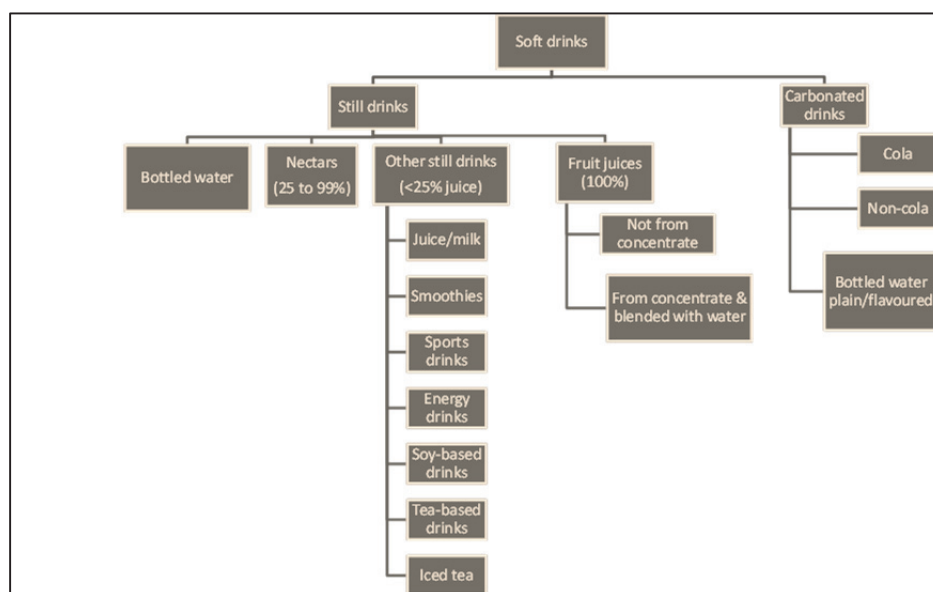 Soft drinks
Still drinks
Carbonated
drinks
Bottled water
Nectars
(25 to 99%)
Other still drinks
(<25% juice)
Fruit juices
(100%)
Juice/milk
Smoothies
Sports
drinks
Energy
drinks
Soy-based
drinks
Tea-based
drinks
Iced tea
Not from
concentrate
From concentrate &
blended with water
Cola
Non-cola
Bottled water
plain/flavoured